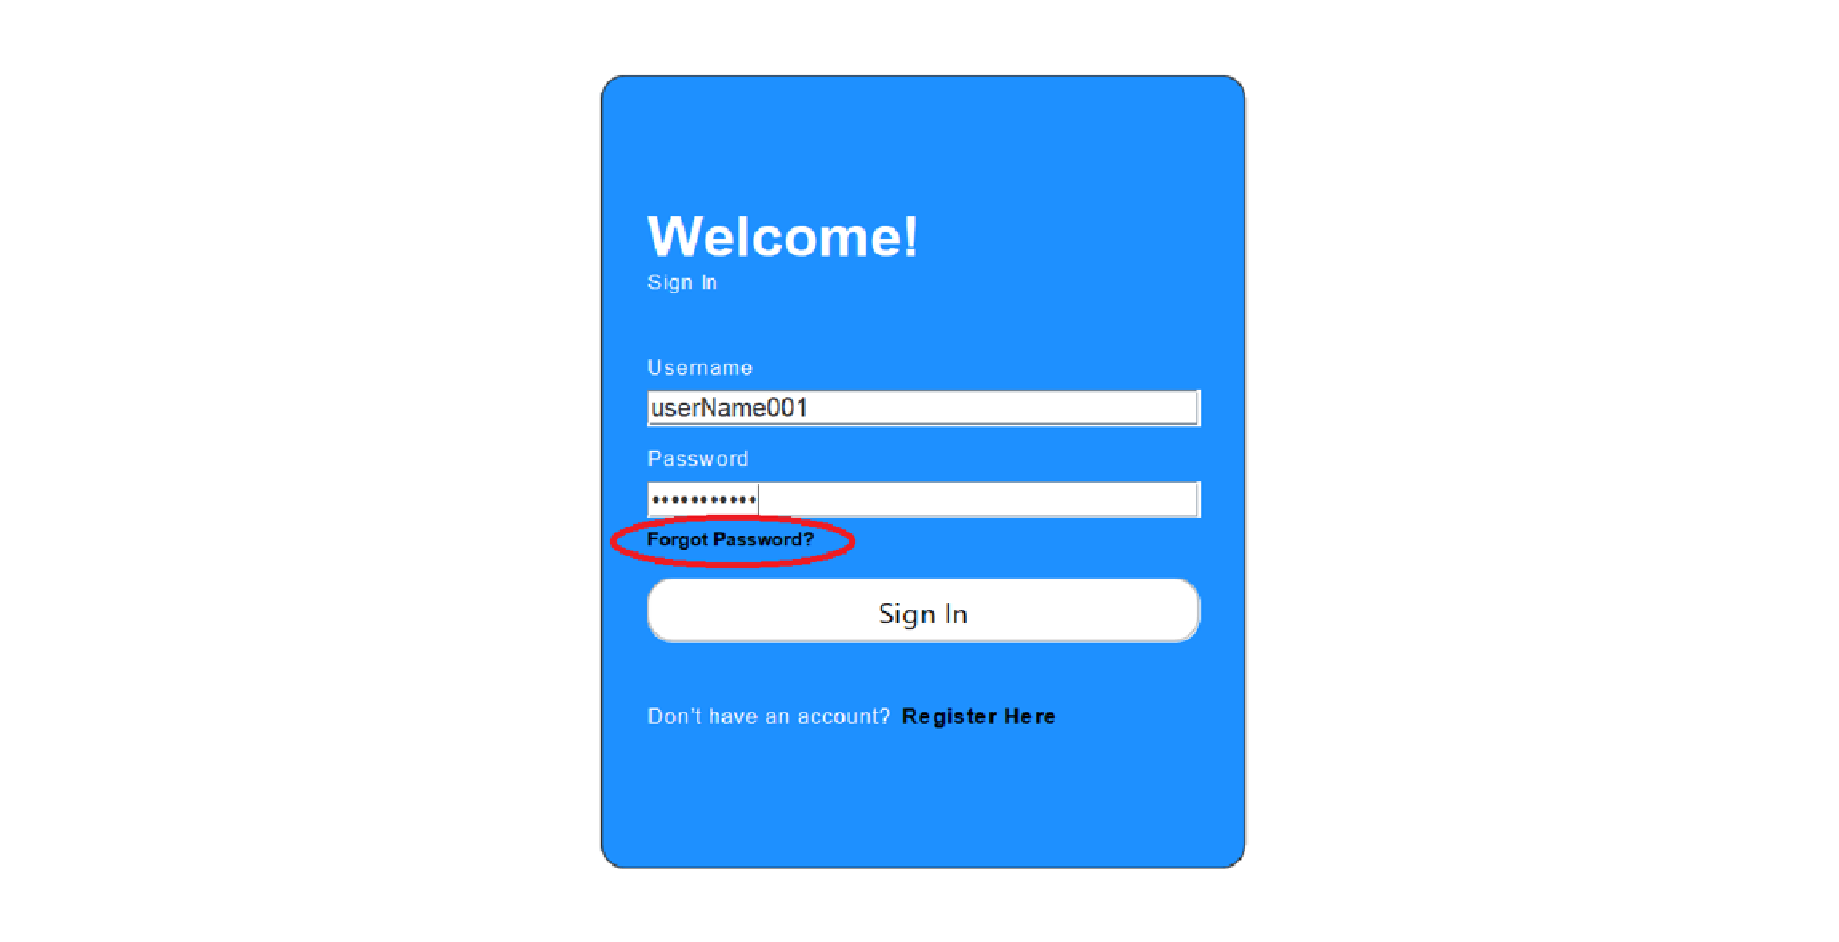 Welcome!
Sign In
Username
userName001
Password
•••••••••••
Forgot Password?
Sign In
Don't have an account? Register Here